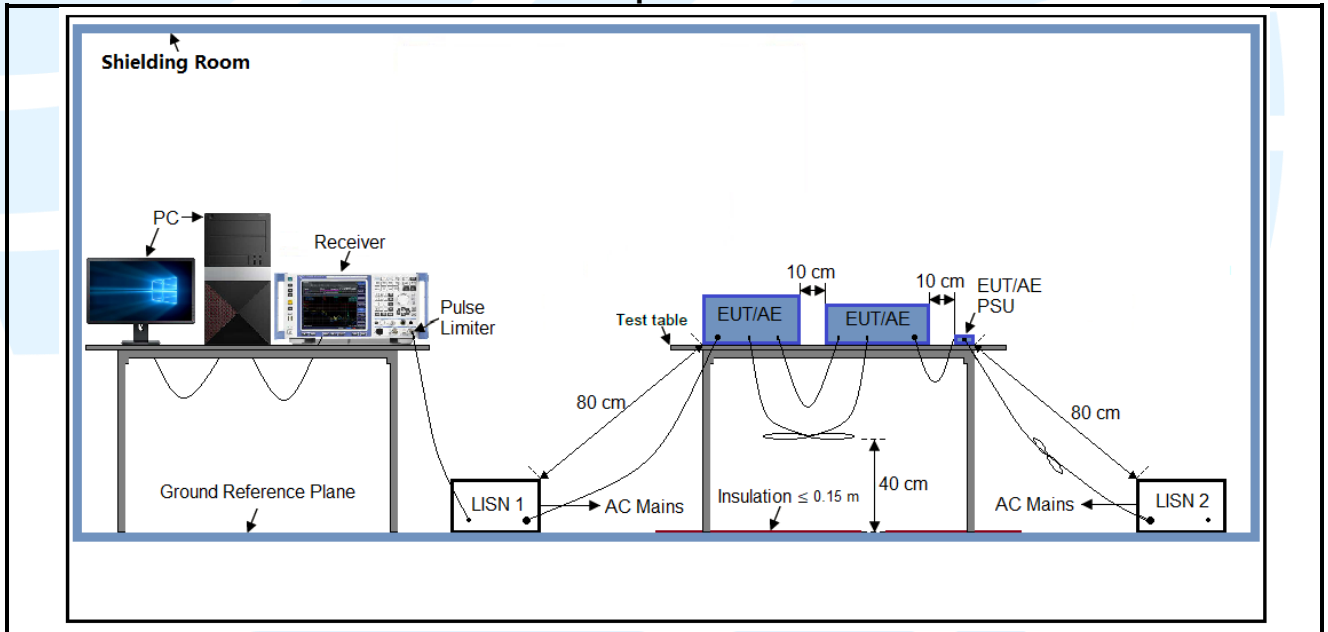 Shielding Room
PC
Receiver
Pulse
Limiter
10 cm
10 cm
EUT/AE
PSU
Test table
EUT/AE
EUT/AE
80 cm
80 cm
40 cm
Ground Reference Plane
LISN 1
AC Mains
Insulation ≤ 0.15 m
AC Mains
LISN 2